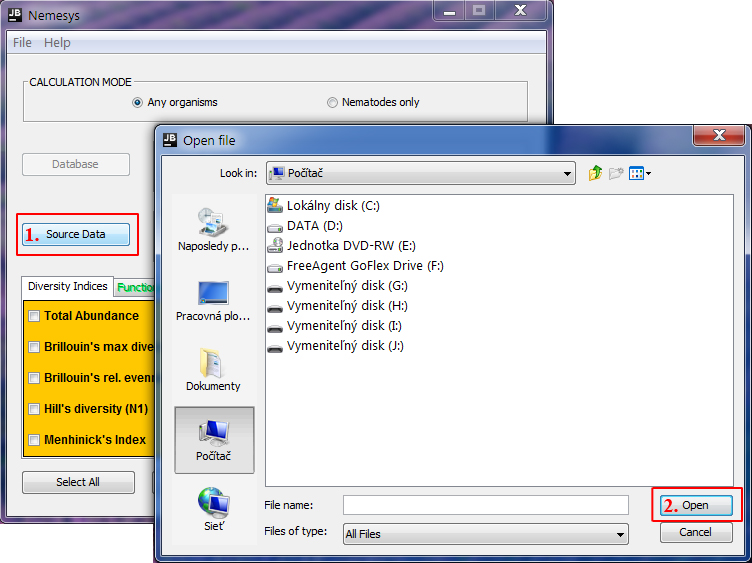 JB Nemesys
File Help
CALCULATION MODE
Any organisms Nematodes only
Database
1. Source Data
Diversity Indices Function
Total Abundance
Brillouin's max dive
Brillouin's rel. evenn
Hill's diversity (N1)
Menhinick's Index
Select All
JB Open file
Look in: Počítač
Naposledy p...
Pracovná plo...
Dokumenty
Počítač
Sieť
Lokálny disk (C:)
DATA (D:)
Jednotka DVD-RW (E:)
FreeAgent GoFlex Drive (F:)
Vymeniteľný disk (G:)
Vymeniteľný disk (H:)
Vymeniteľný disk (I:)
Vymeniteľný disk (J:)
File name: 2. Open
Files of type: All Files Cancel